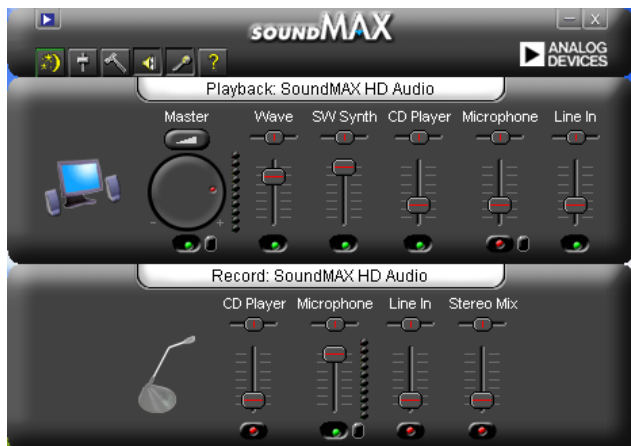 SOUNDMAX
ANALOG
DEVICES
?
Playback: SoundMAX HD Audio
Master Wave SW Synth CD Player Microphone Line In
- +
Record: SoundMAX HD Audio
CD Player Microphone Line In Stereo Mix